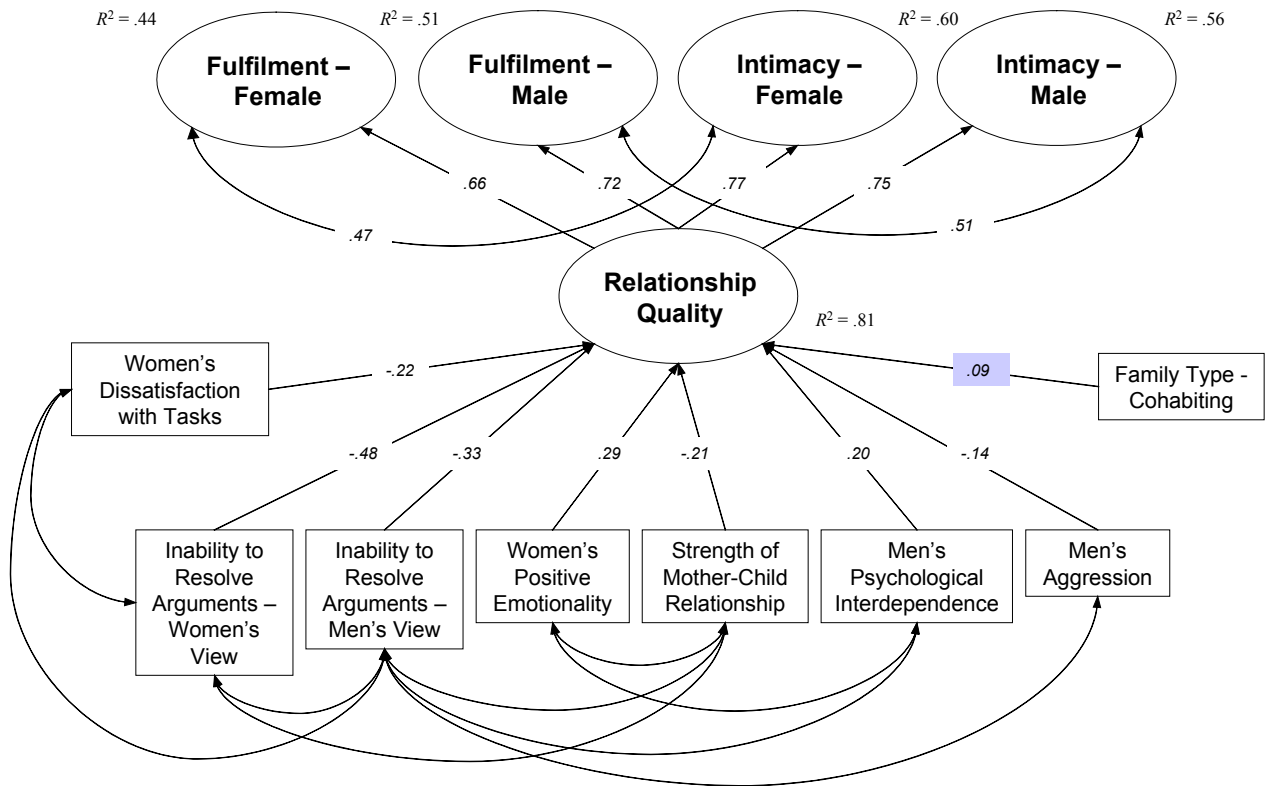 R² = .44
R² = .51
R² = .60
R² = .56
Fulfilment –
Female
Fulfilment –
Male
Intimacy –
Female
Intimacy –
Male
.66
.72
.77
.75
.47
.51
Relationship
Quality
R² = .81
Women's
Dissatisfaction
with Tasks
-.22
.09
Family Type -
Cohabiting
-.48
-.33
.29
-.21
.20
-.14
Inability to
Resolve
Arguments –
Women's
View
Inability to
Resolve
Arguments –
Men's View
Women's
Positive
Emotionality
Strength of
Mother-Child
Relationship
Men's
Psychological
Interdependence
Men's
Aggression